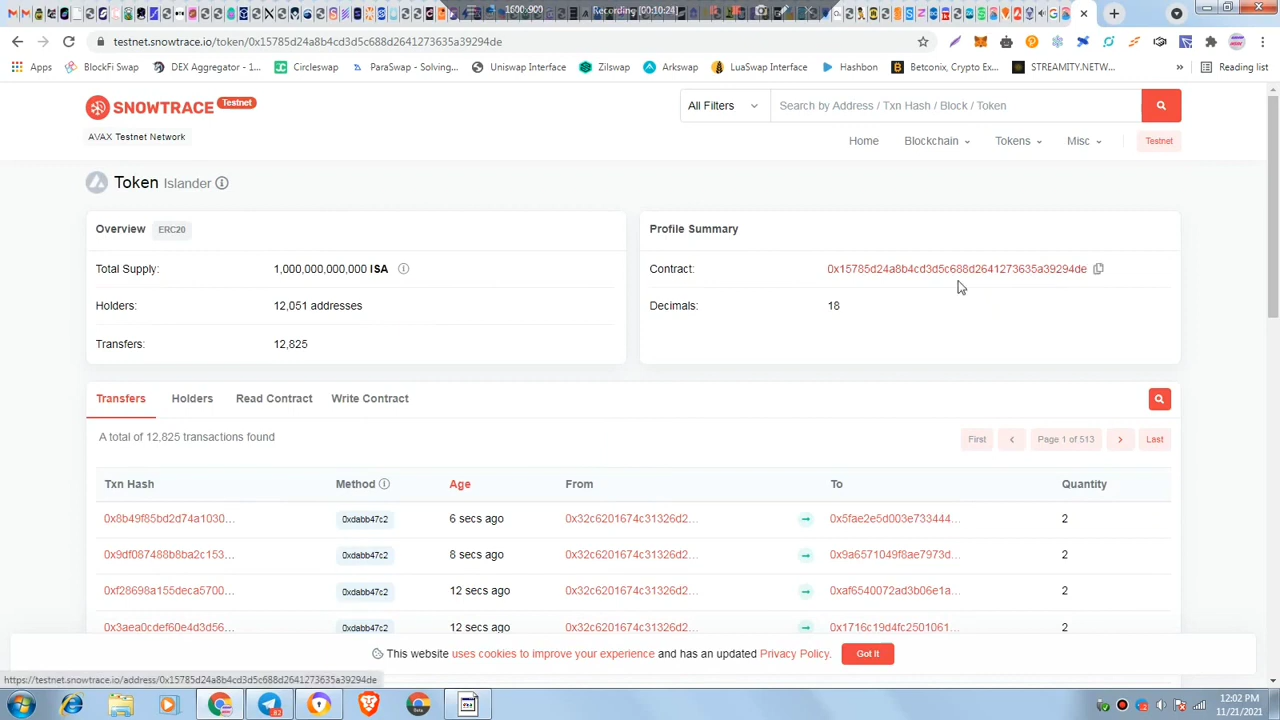 1600:900
Recording [00:10:24]
testnet.snowtrace.io/token/0x15785d24a8b4cd3d5c688d2641273635a39294de
Apps
BlockFi Swap
DEX Aggregator - 1...
Circleswap
ParaSwap - Solving...
Uniswap Interface
Zilswap
Arkswap
LuaSwap Interface
Hashbon
Betconix, Crypto Ex...
STREAMITY.NETW...
»
Reading list
SNOWTRACE Testnet
AVAX Testnet Network
All Filters
Search by Address / Txn Hash / Block / Token
Home
Blockchain
Tokens
Misc
Testnet
Token Islander
Overview ERC20
Total Supply: 1,000,000,000,000 ISA
Holders: 12,051 addresses
Transfers: 12,825
Profile Summary
Contract: 0x15785d24a8b4cd3d5c688d2641273635a39294de
Decimals: 18
Transfers Holders Read Contract Write Contract
A total of 12,825 transactions found
First
Page 1 of 513
Last
Txn Hash Method Age From To Quantity
0x8b49f85bd2d74a1030... 0xdabb47c2 6 secs ago 0x32c6201674c31326d2... 0x5fae2e5d003e733444... 2
0x9df087488b8ba2c153... 0xdabb47c2 8 secs ago 0x32c6201674c31326d2... 0x9a6571049f8ae7973d... 2
0xf28698a155deca5700... 0xdabb47c2 12 secs ago 0x32c6201674c31326d2... 0xaf6540072ad3b06e1a... 2
0x3aea0cdef60e4d3d56... 0xdabb47c2 12 secs ago 0x32c6201674c31326d2... 0x1716c19d4fc2501061... 2
This website uses cookies to improve your experience and has an updated Privacy Policy.
Got It
https://testnet.snowtrace.io/address/0x15785d24a8b4cd3d5c688d2641273635a39294de
12:02 PM
11/21/2021